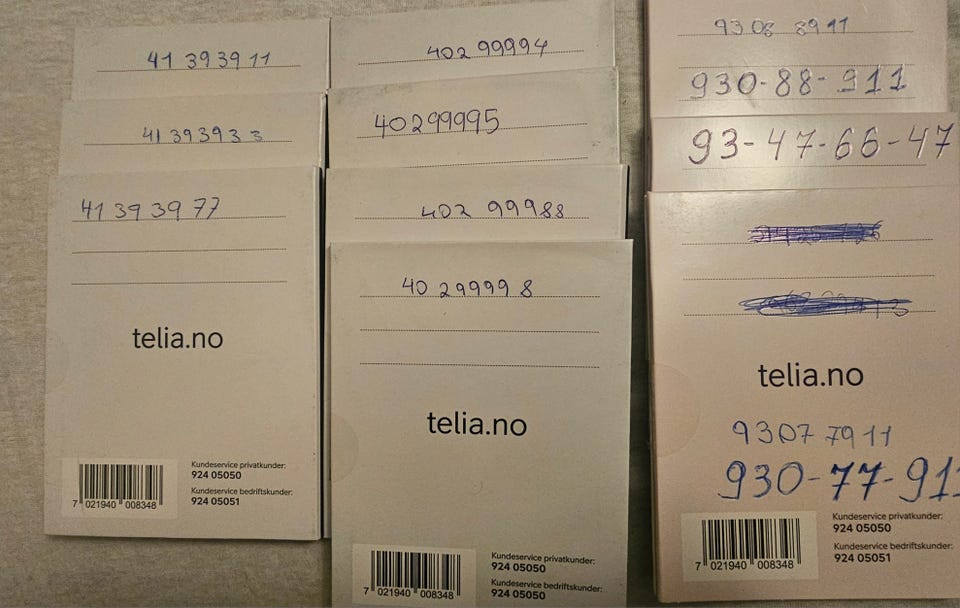 41 39 39 11
41 39 39 3 3
41 39 39 77
telia.no
Kundeservice privatkunder:
924 05050
Kundeservice bedriftskunder:
924 05051
7 021940 008348
402 99994
40299995
402 99988
40 29999 8
telia.no
Kundeservice privatkunder:
924 05050
Kundeservice bedriftskunder:
924 05050
7 021940 008348
93 08 89 11
930-88-911
93-47-66-47
telia.no
9307 79 11
930-77-911
Kundeservice privatkunder:
924 05050
Kundeservice bedriftskunder:
924 05051
7 021940 008348